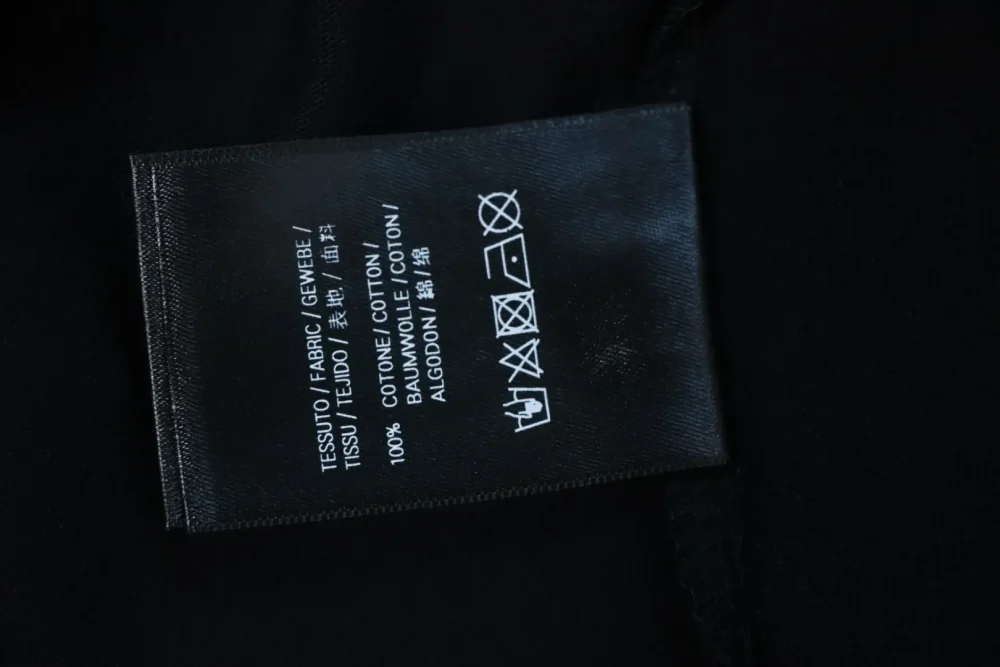 TESSUTO / FABRIC / GEWEBE /
TISSU / TEJIDO / 表地 / 面料
100% COTONE / COTTON /
BAUMWOLLE / COTON /
ALGODON / 綿 / 绵